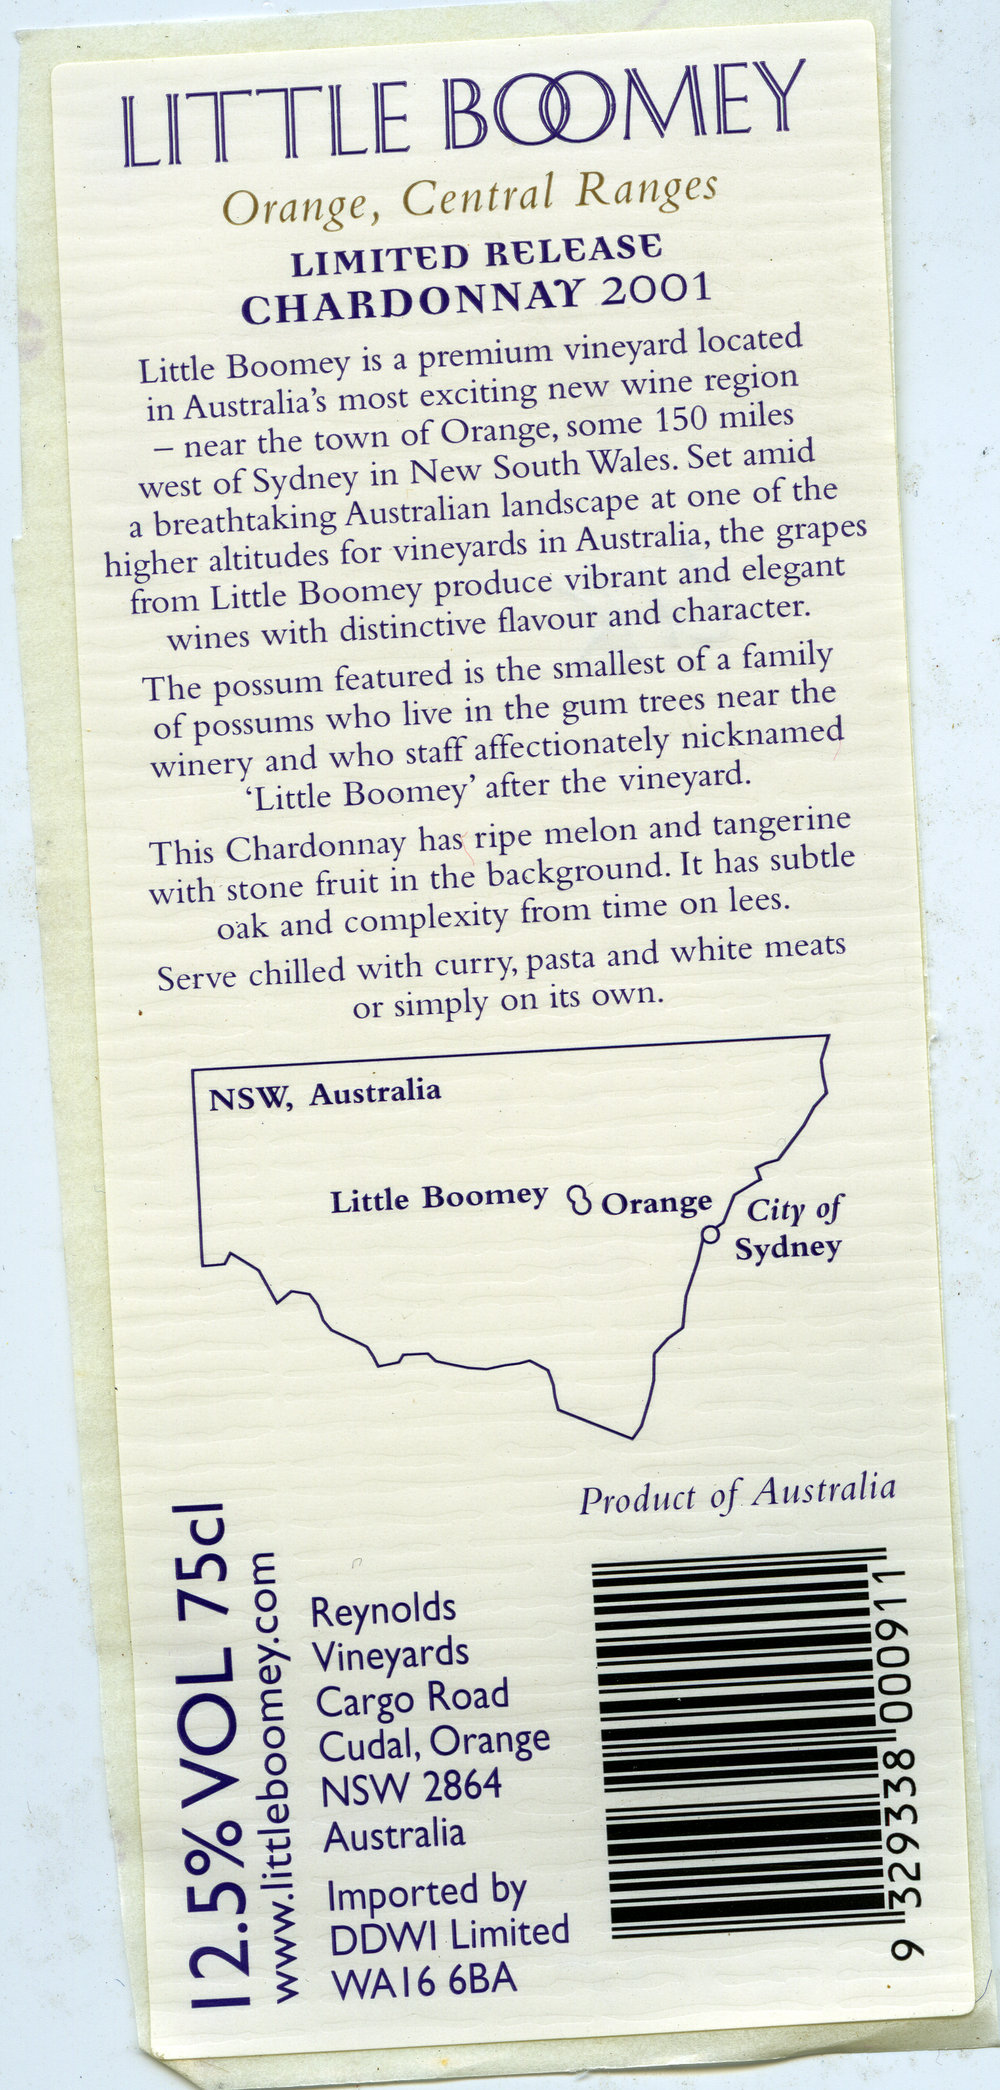 LITTLE BOOMEY
Orange, Central Ranges
LIMITED RELEASE
CHARDONNAY 2001
Little Boomey is a premium vineyard located
in Australia's most exciting new wine region
– near the town of Orange, some 150 miles
west of Sydney in New South Wales. Set amid
a breathtaking Australian landscape at one of the
higher altitudes for vineyards in Australia, the grapes
from Little Boomey produce vibrant and elegant
wines with distinctive flavour and character.
The possum featured is the smallest of a family
of possums who live in the gum trees near the
winery and who staff affectionately nicknamed
‘Little Boomey’ after the vineyard.
This Chardonnay has ripe melon and tangerine
with stone fruit in the background. It has subtle
oak and complexity from time on lees.
Serve chilled with curry, pasta and white meats
or simply on its own.
NSW, Australia
Little Boomey
Orange
City of
Sydney
Product of Australia
12.5% VOL 75cl
www.littleboomey.com
Reynolds
Vineyards
Cargo Road
Cudal, Orange
NSW 2864
Australia
Imported by
DDWI Limited
WA16 6BA
9 329338 000911